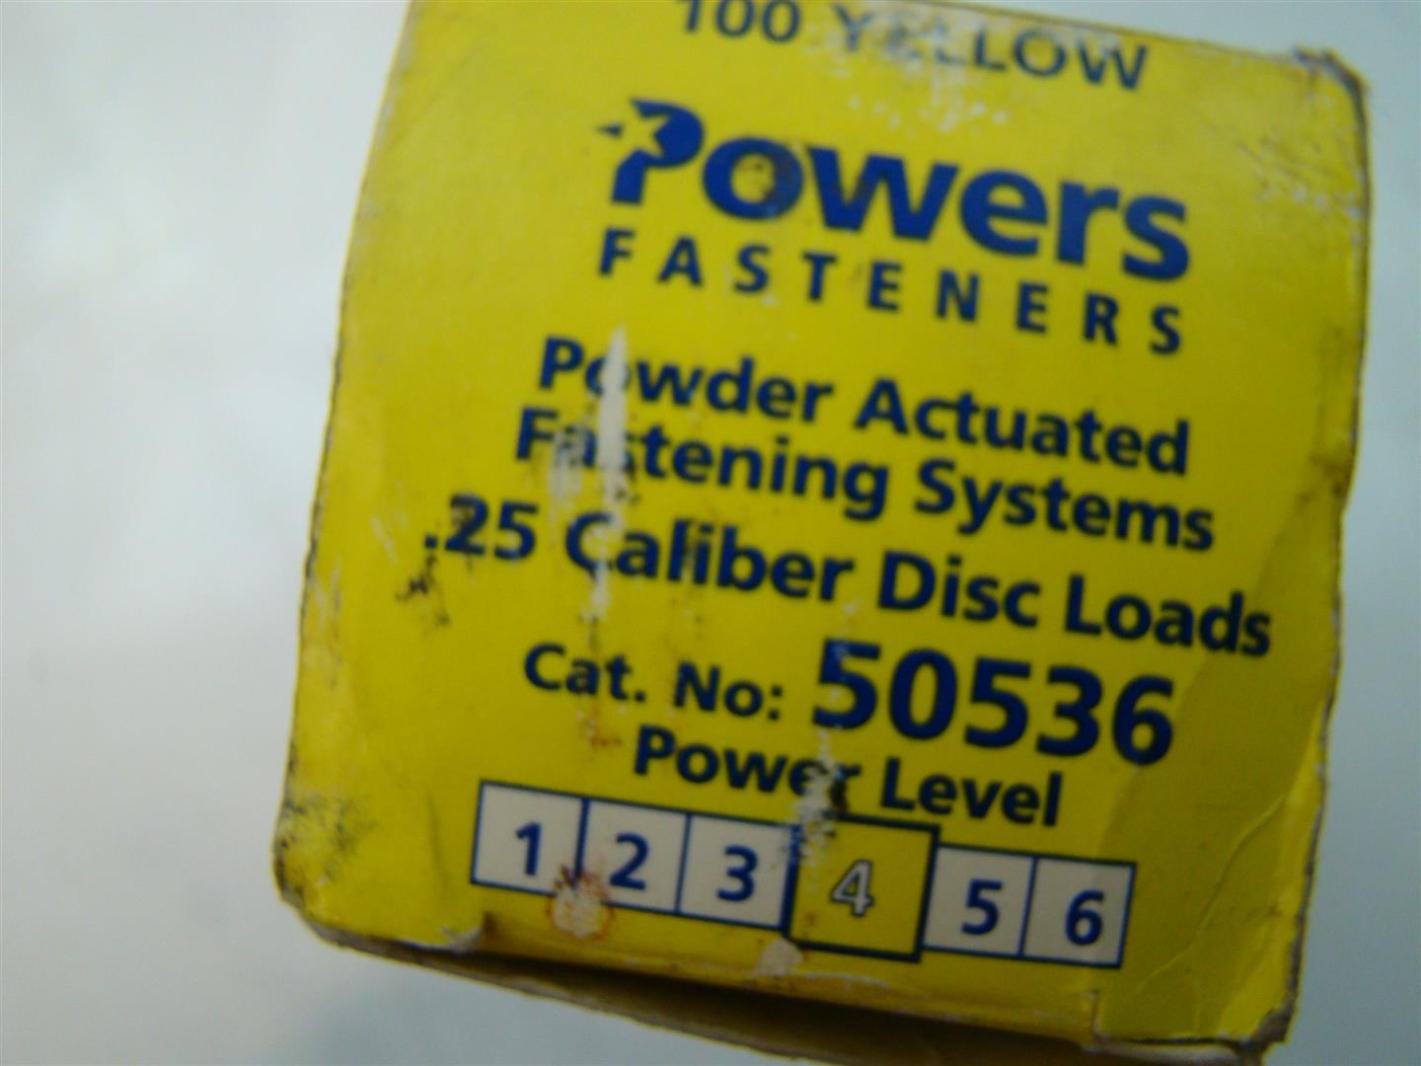 100 YELLOW
Powers
FASTENERS
Powder Actuated
Fastening Systems
.25 Caliber Disc Loads
Cat. No: 50536
Power Level
1 2 3 4 5 6